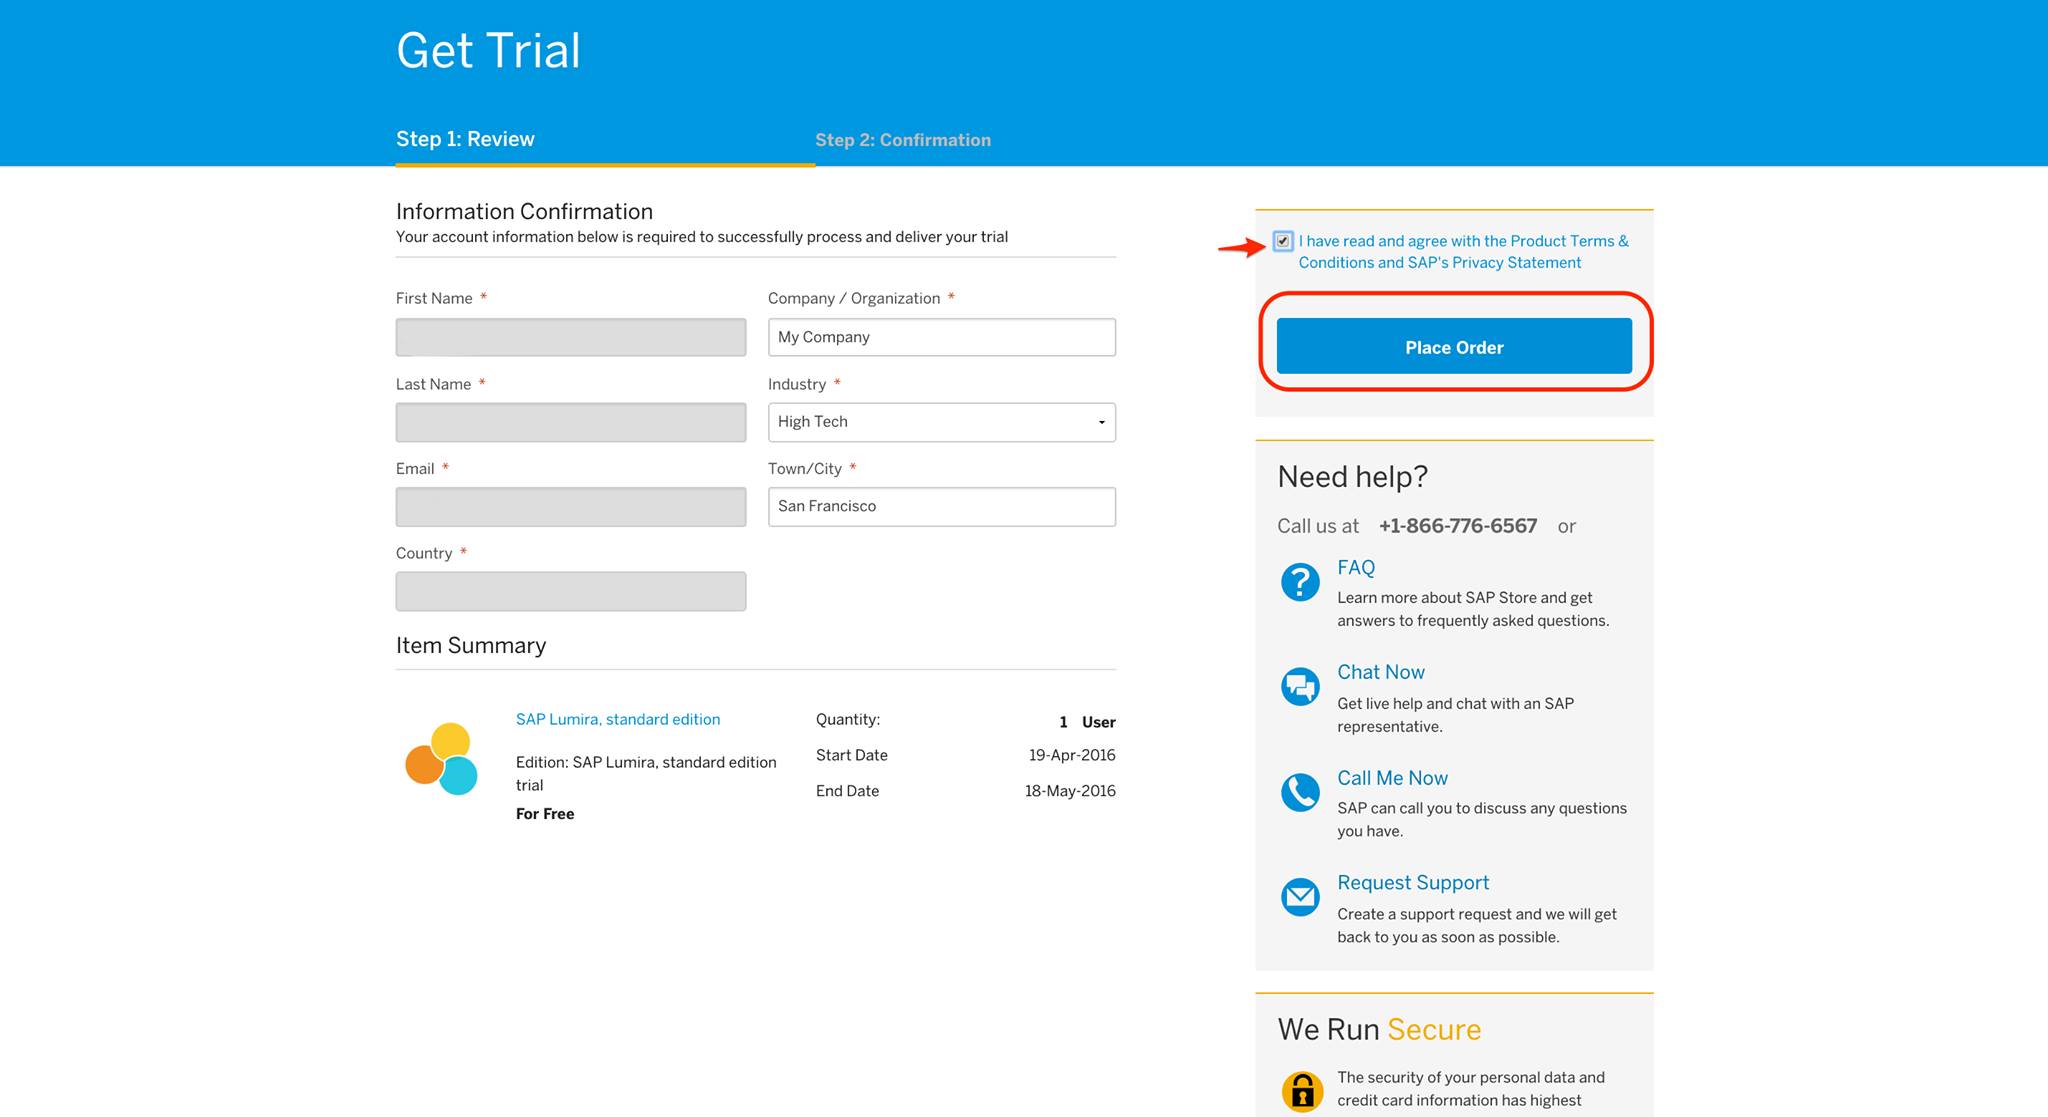 Get Trial
Step 1: Review
Step 2: Confirmation
Information Confirmation
Your account information below is required to successfully process and deliver your trial
First Name *
Company / Organization *
My Company
Last Name *
Industry *
High Tech
Email *
Town/City *
San Francisco
Country *
Item Summary
SAP Lumira, standard edition
Edition: SAP Lumira, standard edition
trial
For Free
Quantity: 1 User
Start Date 19-Apr-2016
End Date 18-May-2016
I have read and agree with the Product Terms &
Conditions and SAP's Privacy Statement
Place Order
Need help?
Call us at +1-866-776-6567 or
FAQ
Learn more about SAP Store and get
answers to frequently asked questions.
Chat Now
Get live help and chat with an SAP
representative.
Call Me Now
SAP can call you to discuss any questions
you have.
Request Support
Create a support request and we will get
back to you as soon as possible.
We Run Secure
The security of your personal data and
credit card information has highest